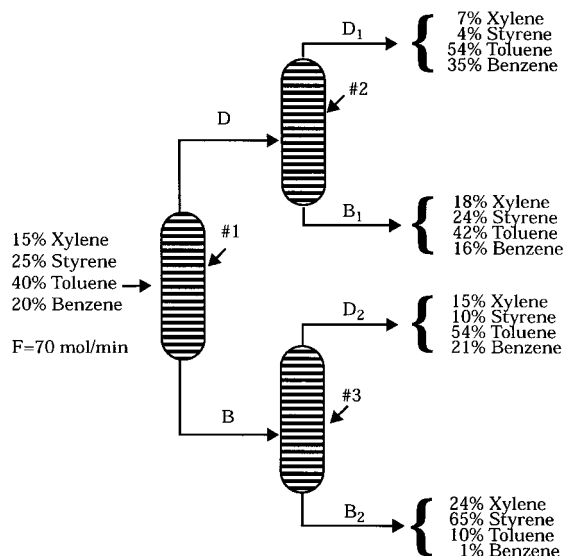 D₁
7% Xylene
4% Styrene
54% Toluene
35% Benzene
#2
D
B₁
18% Xylene
24% Styrene
42% Toluene
16% Benzene
15% Xylene
25% Styrene
40% Toluene
20% Benzene
F=70 mol/min
#1
D₂
15% Xylene
10% Styrene
54% Toluene
21% Benzene
#3
B
B₂
24% Xylene
65% Styrene
10% Toluene
1% Benzene